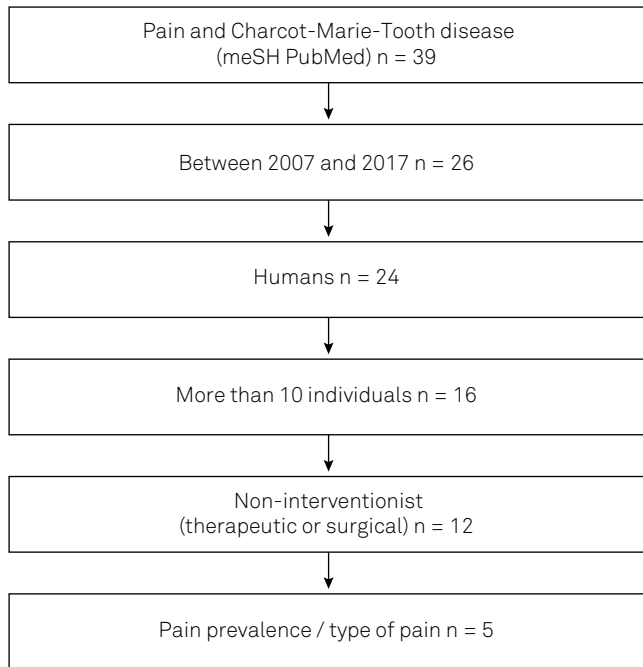 Pain and Charcot-Marie-Tooth disease
(meSH PubMed) n = 39
Between 2007 and 2017 n = 26
Humans n = 24
More than 10 individuals n = 16
Non-interventionist
(therapeutic or surgical) n = 12
Pain prevalence / type of pain n = 5